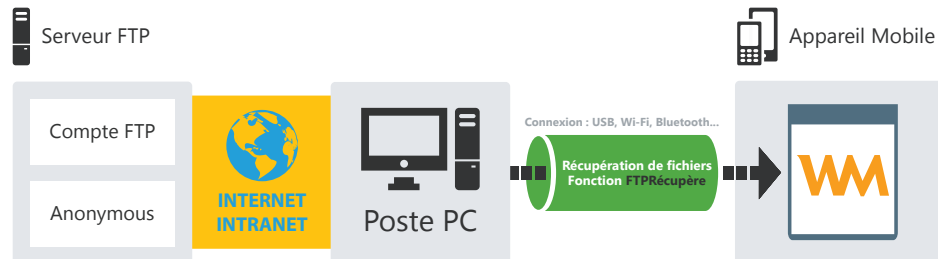 Serveur FTP
Appareil Mobile
Compte FTP
Anonymous
INTERNET
INTRANET
Poste PC
Connexion : USB, Wi-Fi, Bluetooth...
Récupération de fichiers
Fonction FTPRécupère
WM